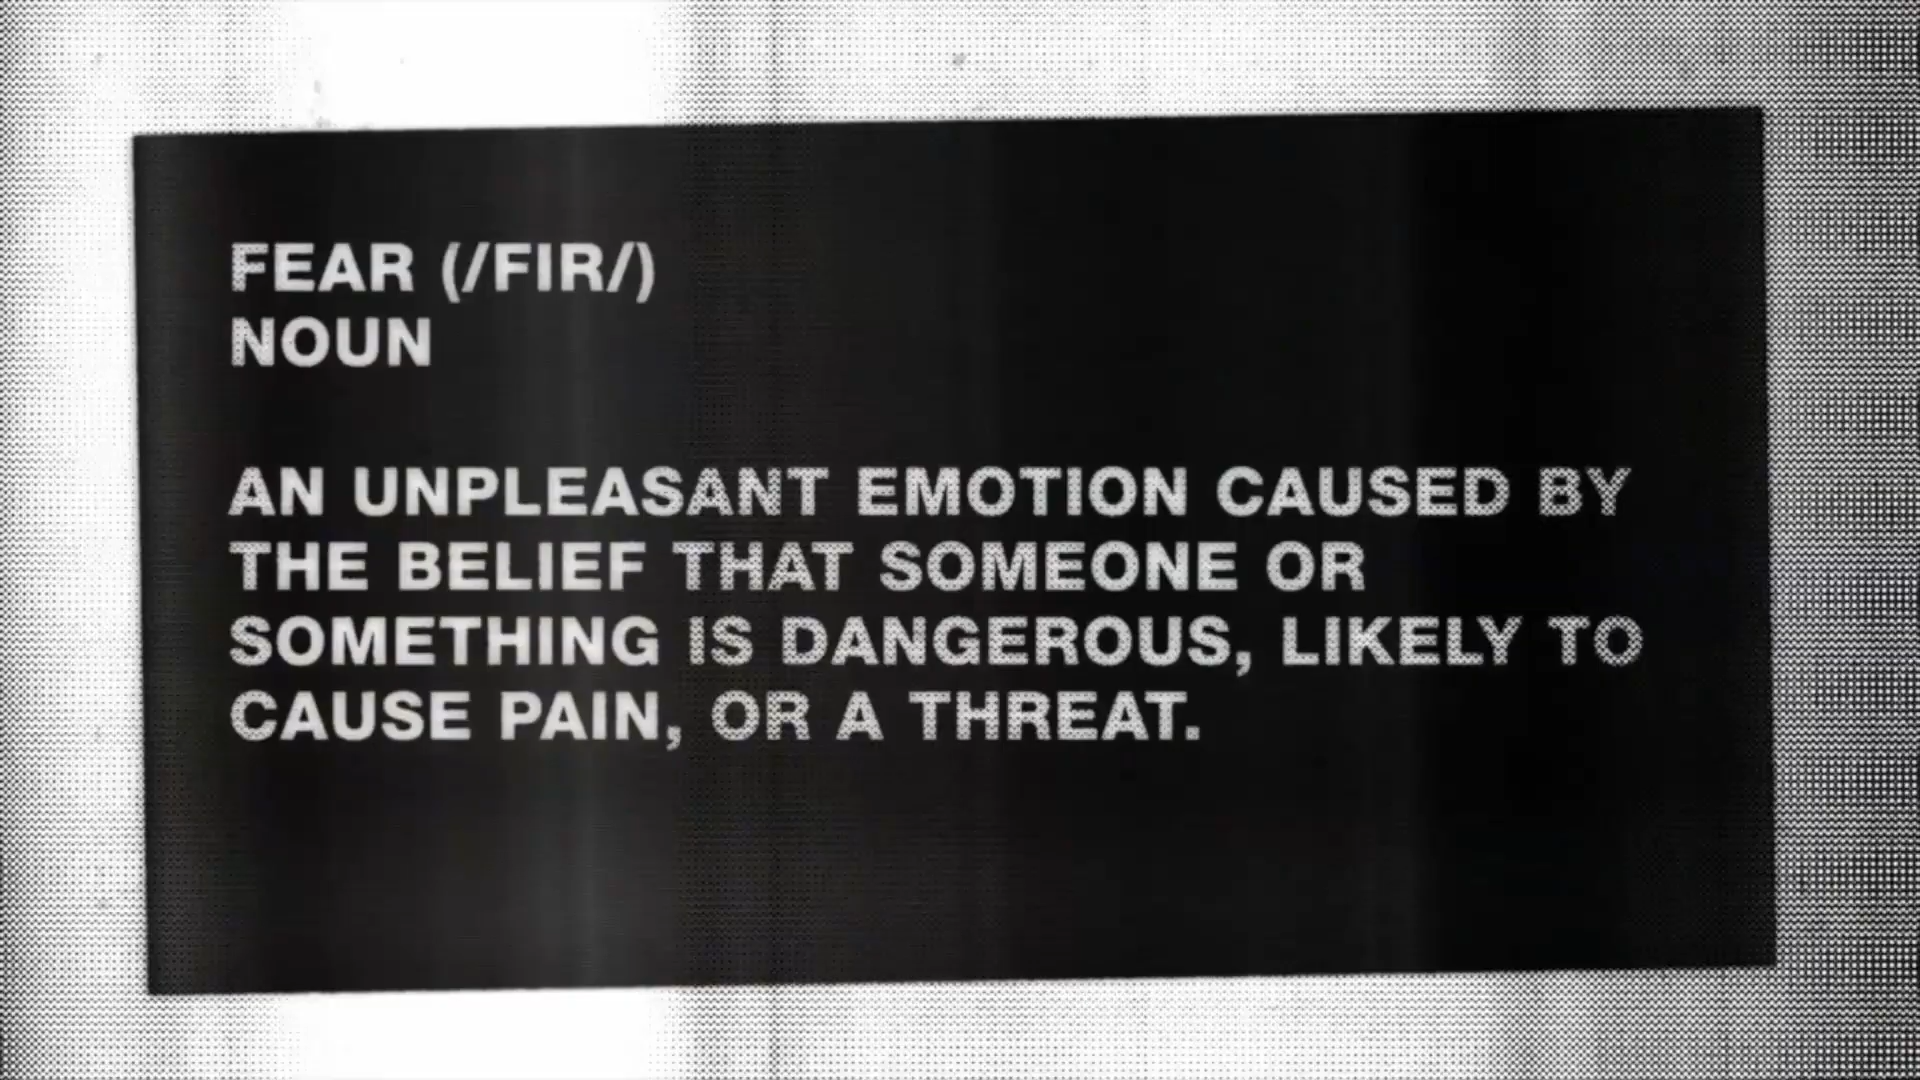 FEAR (/FIR/)
NOUN
AN UNPLEASANT EMOTION CAUSED BY
THE BELIEF THAT SOMEONE OR
SOMETHING IS DANGEROUS, LIKELY TO
CAUSE PAIN, OR A THREAT.